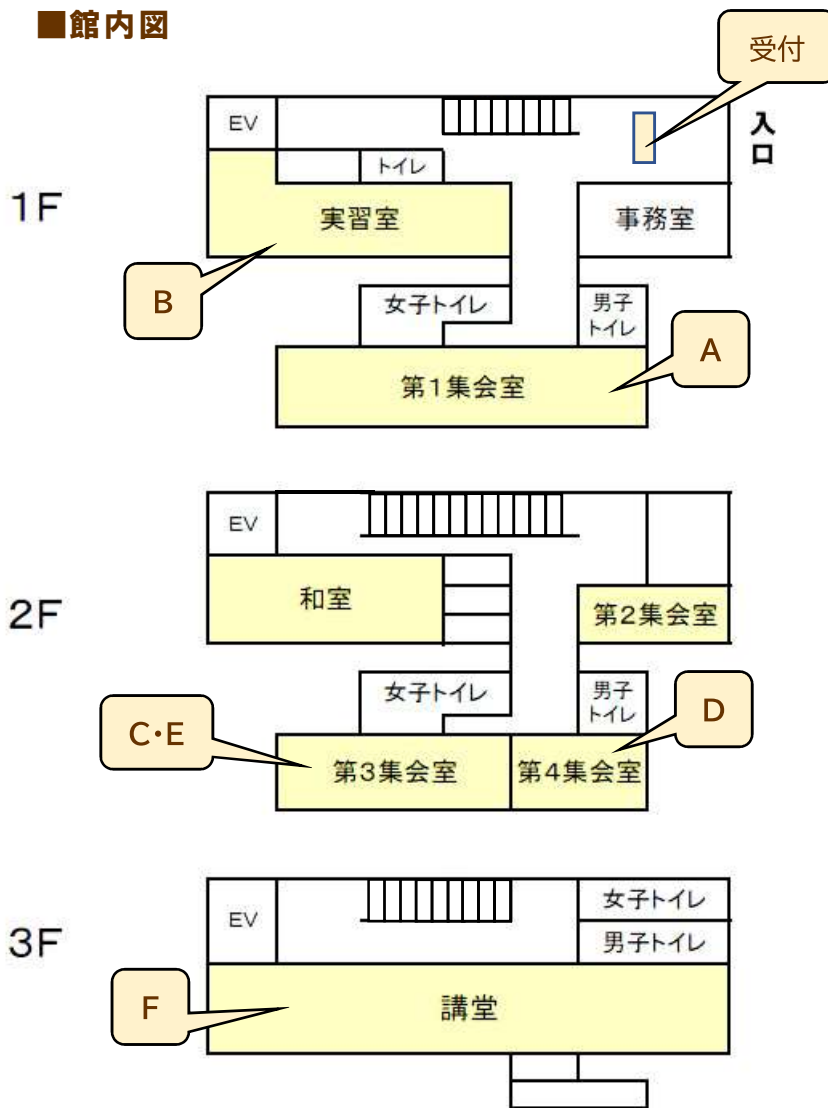 ■館内図
受付
入口
1F
EV
トイレ
実習室
事務室
B
女子トイレ
男子
トイレ
A
第1集会室
2F
EV
和室
第2集会室
女子トイレ
男子
トイレ
D
C・E
第3集会室
第4集会室
3F
EV
女子トイレ
男子トイレ
F
講堂